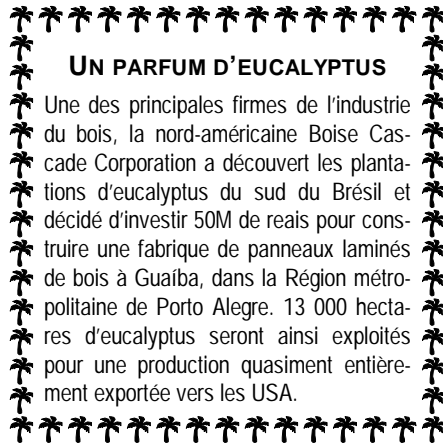 UN PARFUM D'EUCALYPTUS
Une des principales firmes de l'industrie
du bois, la nord-américaine Boise Cas-
cade Corporation a découvert les planta-
tions d'eucalyptus du sud du Brésil et
décidé d'investir 50M de reais pour cons-
truire une fabrique de panneaux laminés
de bois à Guaíba, dans la Région métro-
politaine de Porto Alegre. 13 000 hecta-
res d'eucalyptus seront ainsi exploités
pour une production quasiment entière-
ment exportée vers les USA.